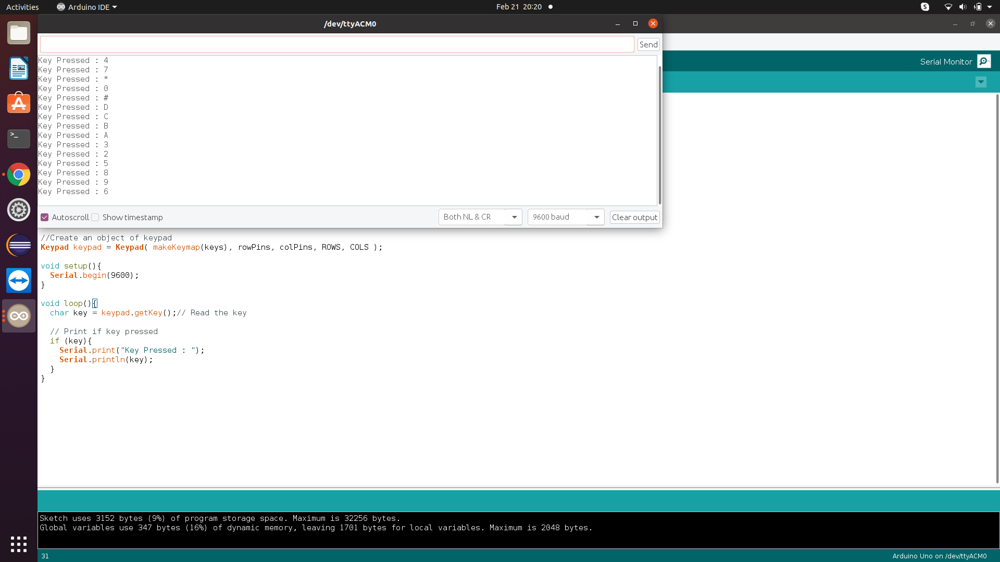 Activities
Arduino IDE
Feb 21 20:20
/dev/ttyACM0
Send
Serial Monitor
Key Pressed : 4
Key Pressed : 7
Key Pressed : *
Key Pressed : 0
Key Pressed : #
Key Pressed : D
Key Pressed : C
Key Pressed : B
Key Pressed : A
Key Pressed : 3
Key Pressed : 2
Key Pressed : 5
Key Pressed : 8
Key Pressed : 9
Key Pressed : 6
Autoscroll
Show timestamp
Both NL & CR
9600 baud
Clear output
//Create an object of keypad
Keypad keypad = Keypad( makeKeymap(keys), rowPins, colPins, ROWS, COLS );
void setup(){
Serial.begin(9600);
}
void loop(){
char key = keypad.getKey();// Read the key
// Print if key pressed
if (key){
Serial.print("Key Pressed : ");
Serial.println(key);
}
}
Sketch uses 3152 bytes (9%) of program storage space. Maximum is 32256 bytes.
Global variables use 347 bytes (16%) of dynamic memory, leaving 1701 bytes for local variables. Maximum is 2048 bytes.
31
Arduino Uno on /dev/ttyACM0